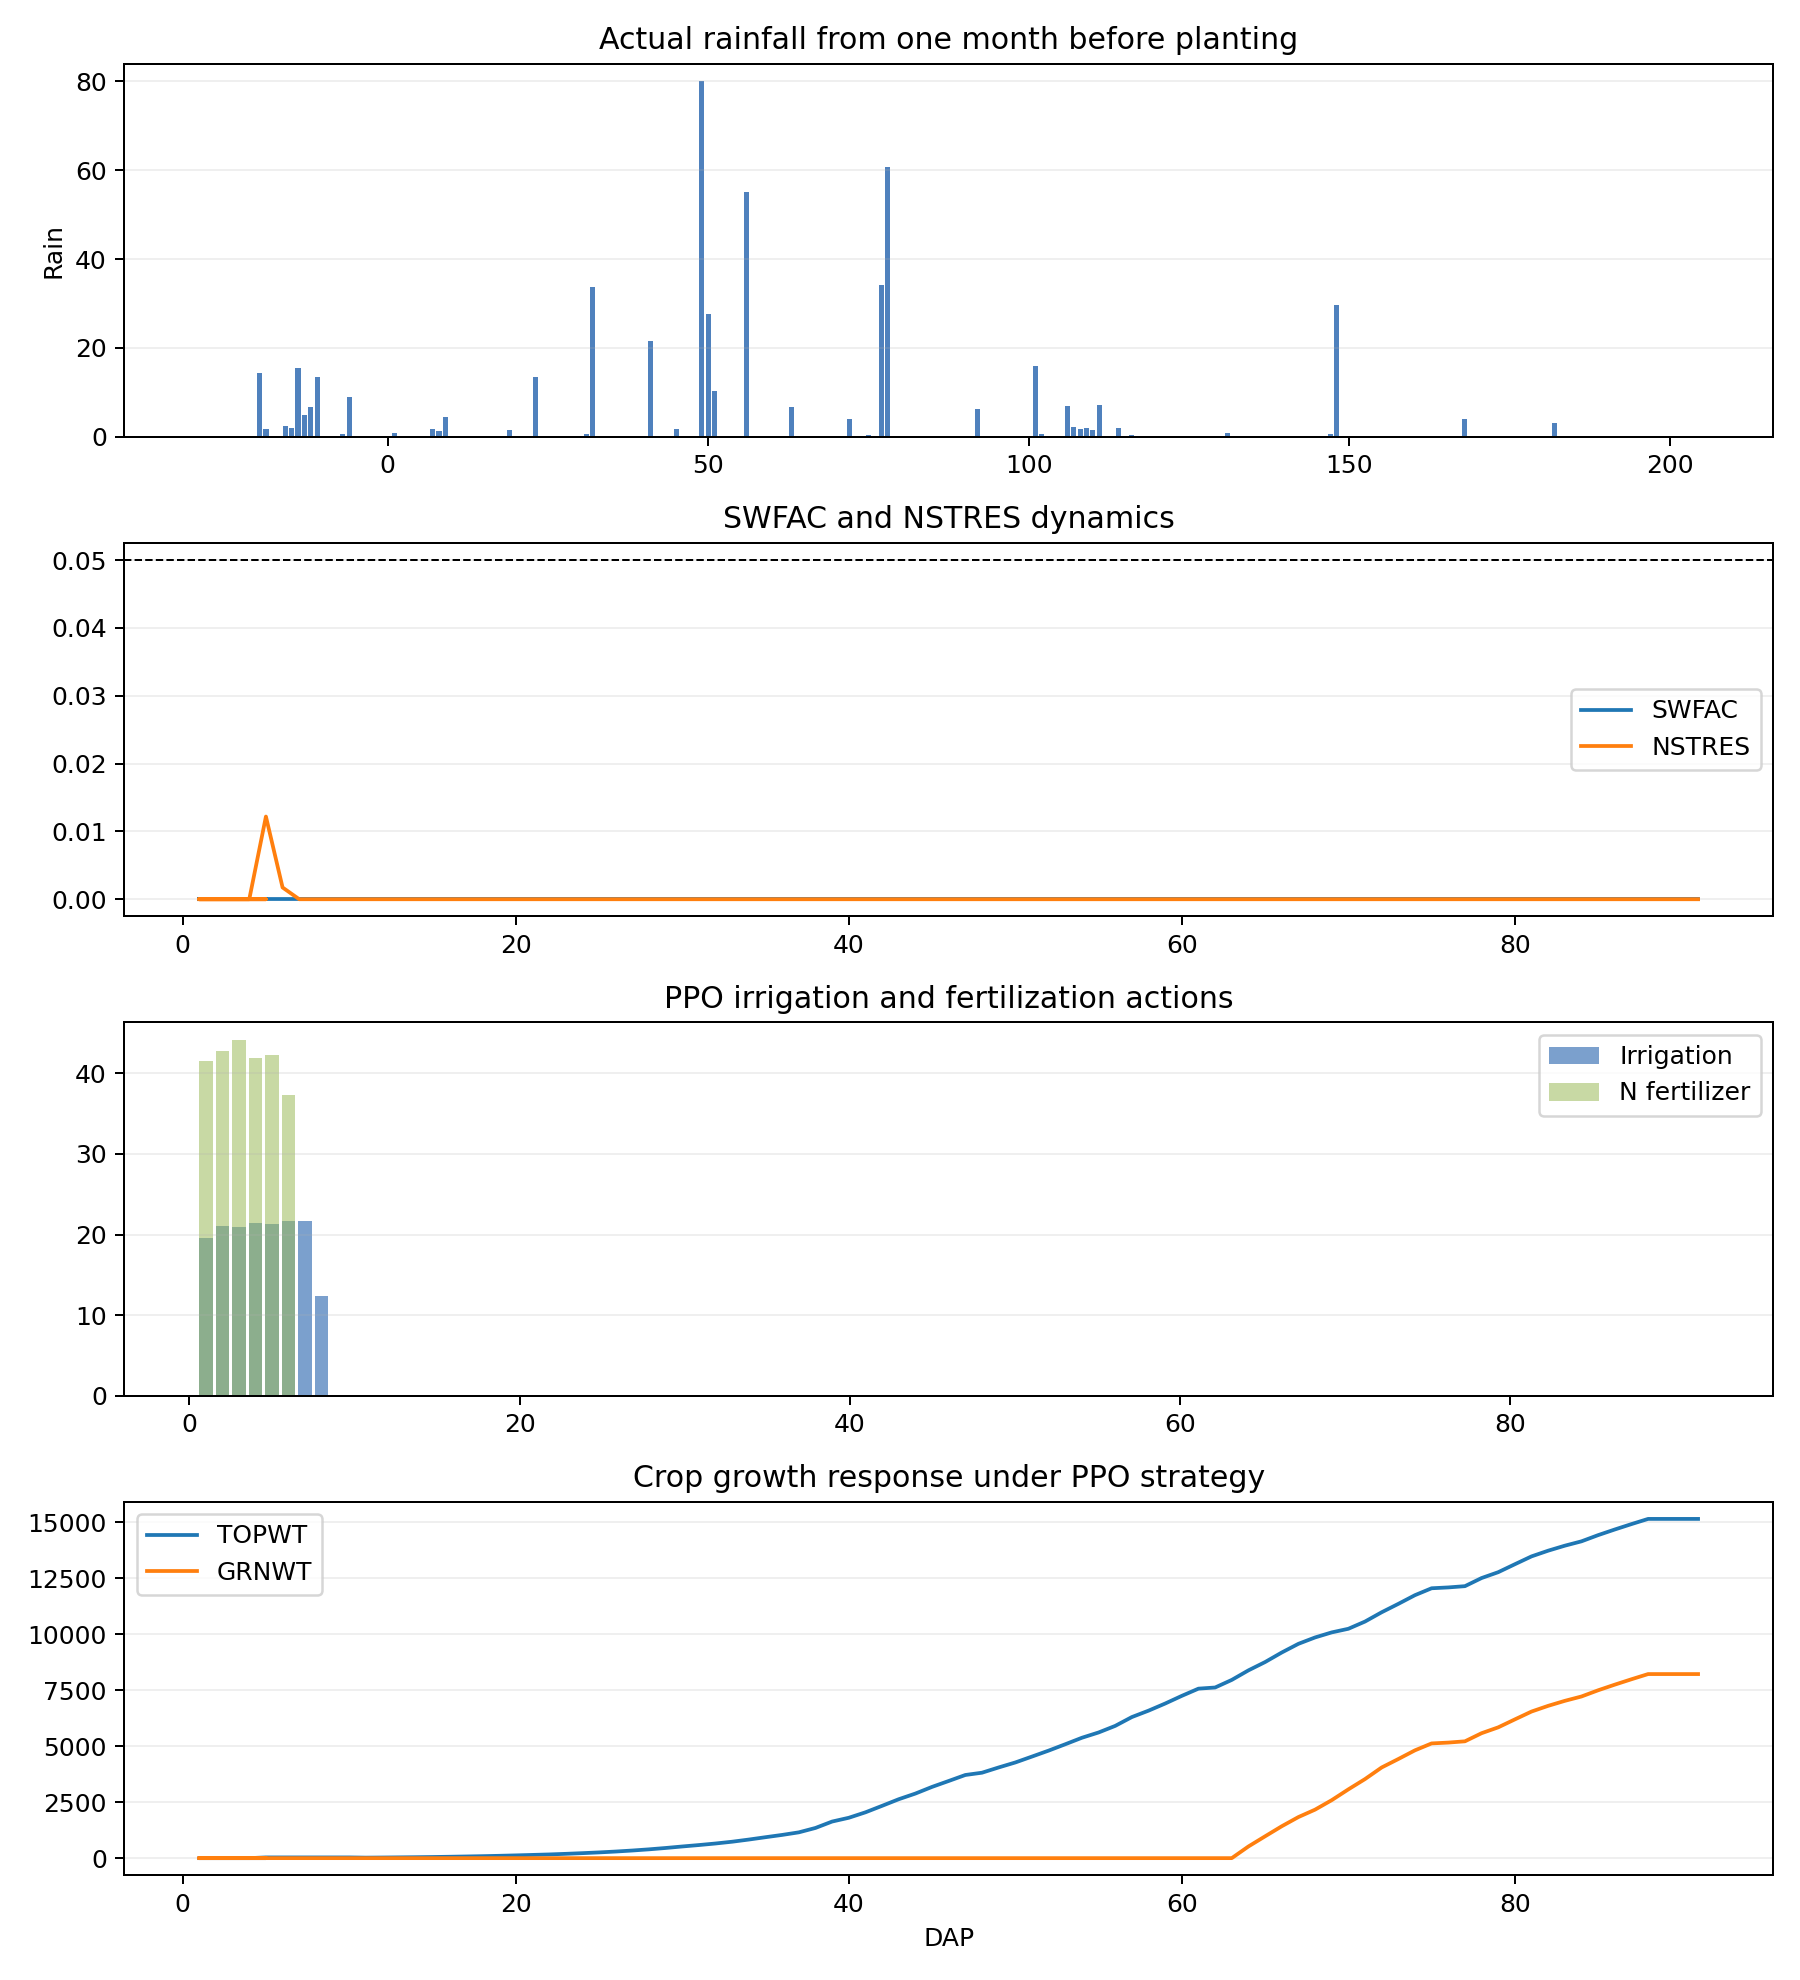 Actual rainfall from one month before planting
80
60
40
20
0
Rain
0 50 100 150 200
SWFAC and NSTRES dynamics
0.05
0.04
0.03
0.02
0.01
0.00
SWFAC
NSTRES
0 20 40 60 80
PPO irrigation and fertilization actions
40
30
20
10
0
Irrigation
N fertilizer
0 20 40 60 80
Crop growth response under PPO strategy
15000
12500
10000
7500
5000
2500
0
TOPWT
GRNWT
0 20 40 60 80
DAP